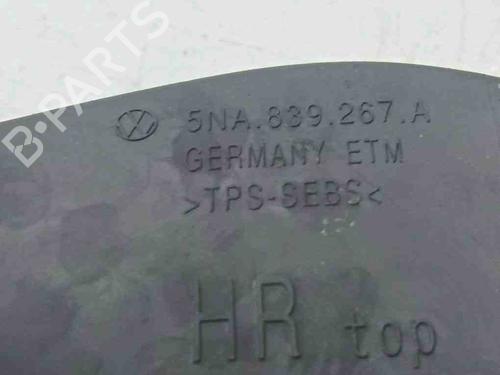 B-PARTS
5NA.839.267.A
GERMANY ETM
>TPS-SEBS<
HR top